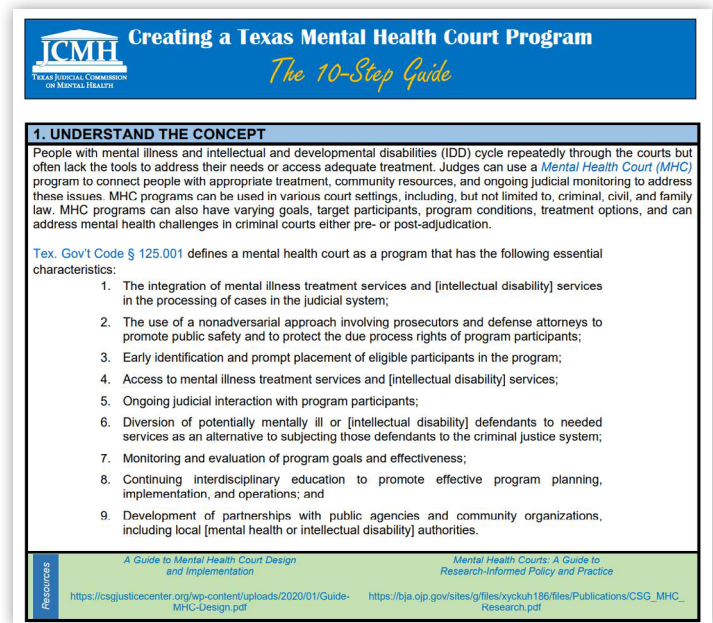 JCMH
TEXAS JUDICIAL COMMISSION
ON MENTAL HEALTH
Creating a Texas Mental Health Court Program
The 10-Step Guide
1. UNDERSTAND THE CONCEPT
People with mental illness and intellectual and developmental disabilities (IDD) cycle repeatedly through the courts but
often lack the tools to address their needs or access adequate treatment. Judges can use a Mental Health Court (MHC)
program to connect people with appropriate treatment, community resources, and ongoing judicial monitoring to address
these issues. MHC programs can be used in various court settings, including, but not limited to, criminal, civil, and family
law. MHC programs can also have varying goals, target participants, program conditions, treatment options, and can
address mental health challenges in criminal courts either pre- or post-adjudication.
Tex. Gov't Code § 125.001 defines a mental health court as a program that has the following essential
characteristics:
1. The integration of mental illness treatment services and [intellectual disability] services
in the processing of cases in the judicial system;
2. The use of a nonadversarial approach involving prosecutors and defense attorneys to
promote public safety and to protect the due process rights of program participants;
3. Early identification and prompt placement of eligible participants in the program;
4. Access to mental illness treatment services and [intellectual disability] services;
5. Ongoing judicial interaction with program participants;
6. Diversion of potentially mentally ill or [intellectual disability] defendants to needed
services as an alternative to subjecting those defendants to the criminal justice system;
7. Monitoring and evaluation of program goals and effectiveness;
8. Continuing interdisciplinary education to promote effective program planning,
implementation, and operations; and
9. Development of partnerships with public agencies and community organizations,
including local [mental health or intellectual disability] authorities.
Resources
A Guide to Mental Health Court Design
and Implementation
https://csgjusticecenter.org/wp-content/uploads/2020/01/Guide-
MHC-Design.pdf
Mental Health Courts: A Guide to
Research-Informed Policy and Practice
https://bja.ojp.gov/sites/g/files/xyckuh186/files/Publications/CSG_MHC_
Research.pdf